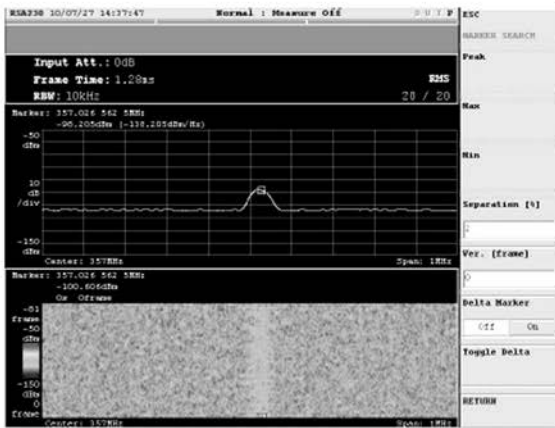 RSA230 10/07/27 14:37:47 Normal : Measure Off
ESC
MARKER SEARCH
Peak
Max
Min
Separation [%]
2
Ver. [frame]
0
Delta Marker
Off On
Toggle Delta
RETURN
Input Att.: 0dB
Frame Time: 1.28ms RMS
RBW: 10kHz 20 / 20
Marker: 357.026 562 5MHz
-98.205dBm (-138.205dBm/Hz)
-50
dBm
10
dB
/div
-150
dBm
Center: 357MHz Span: 1MHz
Marker: 357.026 562 5MHz
-100.606dBm
0s 0frame
-81
frame
-50
dBm
-150
dBm
0
frame
Center: 357MHz Span: 1MHz